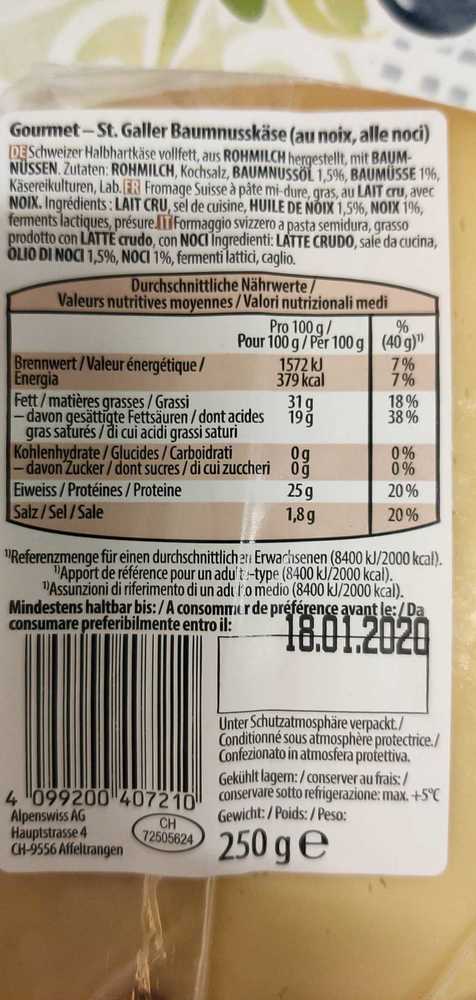 Gourmet – St. Galler Baumnusskäse (au noix, alle noci)
DE Schweizer Halbhartkäse vollfett, aus ROHMILCH hergestellt, mit BAUM-
NÜSSEN. Zutaten: ROHMILCH, Kochsalz, BAUMNUSSÖL 1,5%, BAUMÜSSE 1%,
Käsereikulturen, Lab. FR Fromage Suisse à pâte mi-dure, gras, au LAIT cru, avec
NOIX. Ingrédients : LAIT CRU, sel de cuisine, HUILE DE NOIX 1,5%, NOIX 1%,
ferments lactiques, présure. IT Formaggio svizzero a pasta semidura, grasso
prodotto con LATTE crudo, con NOCI Ingredienti: LATTE CRUDO, sale da cucina,
OLIO DI NOCI 1,5%, NOCI 1%, fermenti lattici, caglio.
Durchschnittliche Nährwerte /
Valeurs nutritives moyennes / Valori nutrizionali medi
Pro 100 g / %
Pour 100 g / Per 100 g (40 g)¹⁾
Brennwert / Valeur énergétique / 1572 kJ 7 %
Energia 379 kcal 7 %
Fett / matières grasses / Grassi 31 g 18 %
– davon gesättigte Fettsäuren / dont acides 19 g 38 %
gras saturés / di cui acidi grassi saturi
Kohlenhydrate / Glucides / Carboidrati 0 g 0 %
– davon Zucker / dont sucres / di cui zuccheri 0 g 0 %
Eiweiss / Protéines / Proteine 25 g 20 %
Salz / Sel / Sale 1,8 g 20 %
¹⁾Referenzmenge für einen durchschnittlichen Erwachsenen (8400 kJ/2000 kcal).
¹⁾Apport de référence pour un adulte-type (8400 kJ/2000 kcal).
¹⁾Assunzioni di riferimento di un adulto medio (8400 kJ/2000 kcal).
Mindestens haltbar bis: / A consommer de préférence avant le: / Da
consumare preferibilmente entro il:
18.01.2020
Unter Schutzatmosphäre verpackt. /
Conditionné sous atmosphère protectrice. /
Confezionato in atmosfera protettiva.
Gekühlt lagern: / conserver au frais: /
conservare sotto refrigerazione: max. +5°C
Gewicht: / Poids: / Peso:
250 g e
4 099200 407210
Alpenswiss AG
Hauptstrasse 4
CH-9556 Affeltrangen
CH
72505624